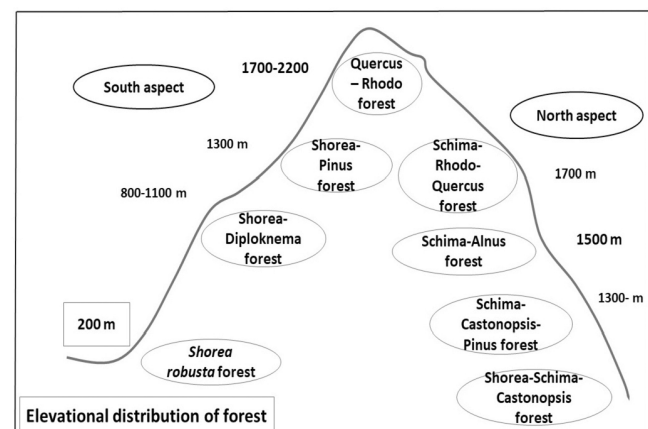 1700-2200
Quercus
– Rhodo
forest
South aspect
North aspect
1300 m
Shorea-
Pinus
forest
Schima-
Rhodo-
Quercus
forest
1700 m
800-1100 m
Shorea-
Diploknema
forest
Schima-Alnus
forest
1500 m
1300- m
200 m
Schima-
Castonopsis-
Pinus forest
Shorea
robusta forest
Shorea-Schima-
Castonopsis
forest
Elevational distribution of forest